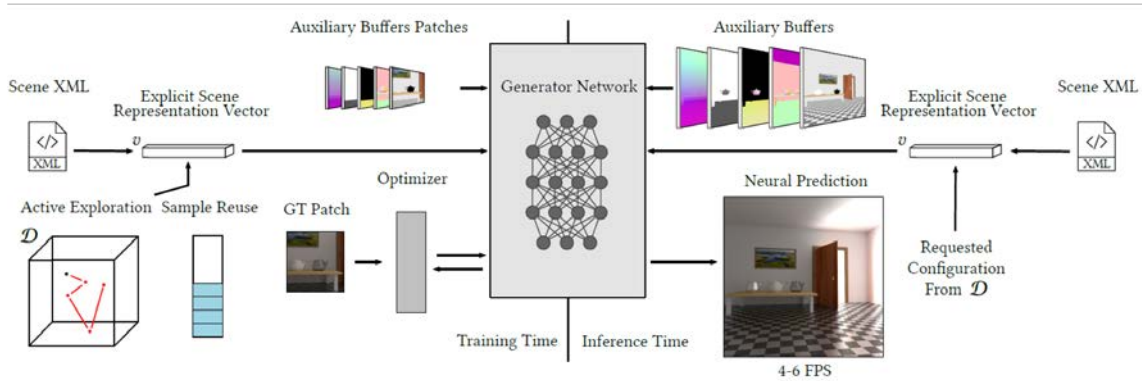 Auxiliary Buffers Patches
Auxiliary Buffers
Scene XML
Explicit Scene
Representation Vector
Generator Network
Explicit Scene
Representation Vector
Scene XML
v
</>
XML
v
</>
XML
Optimizer
Neural Prediction
Active Exploration
Sample Reuse
GT Patch
𝒟
Requested
Configuration
From 𝒟
Training Time
Inference Time
4-6 FPS